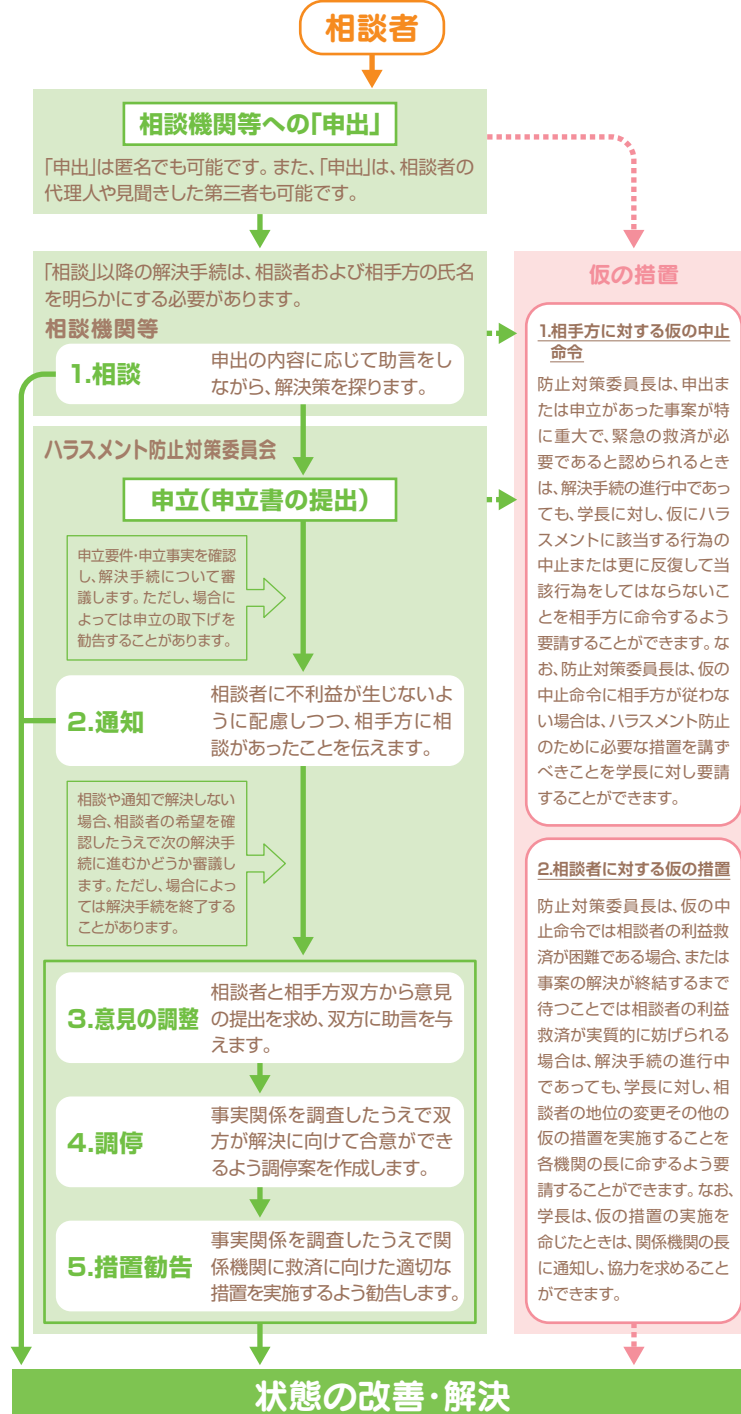 相談者
相談機関等への「申出」
「申出」は匿名でも可能です。また、「申出」は、相談者の
代理人や見聞きした第三者も可能です。
「相談」以降の解決手続は、相談者および相手方の氏名
を明らかにする必要があります。
相談機関等
1.相談
申出の内容に応じて助言をし
ながら、解決策を探ります。
ハラスメント防止対策委員会
申立(申立書の提出)
申立要件・申立事実を確認
し、解決手続について審
議します。ただし、場合に
よっては申立の取下げを
勧告することがあります。
2.通知
相談者に不利益が生じないよ
うに配慮しつつ、相手方に相
談があったことを伝えます。
相談や通知で解決しない
場合、相談者の希望を確
認したうえで次の解決手
続に進むかどうか審議し
ます。ただし、場合によっ
ては解決手続を終了する
ことがあります。
3.意見の調整
相談者と相手方双方から意見
の提出を求め、双方に助言を与
えます。
4.調停
事実関係を調査したうえで双
方が解決に向けて合意ができ
るよう調停案を作成します。
5.措置勧告
事実関係を調査したうえで関
係機関に救済に向けた適切な
措置を実施するよう勧告します。
仮の措置
1.相手方に対する仮の中止
命令
防止対策委員長は、申出ま
たは申立があった事案が特
に重大で、緊急の救済が必
要であると認められるとき
は、解決手続の進行中であっ
ても、学長に対し、仮にハラ
スメントに該当する行為の
中止または更に反復して当
該行為をしてはならないこ
とを相手方に命令するよう
要請することができます。な
お、防止対策委員長は、仮の
中止命令に相手方が従わな
い場合は、ハラスメント防止
のために必要な措置を講ず
べきことを学長に対し要請
することができます。
2.相談者に対する仮の措置
防止対策委員長は、仮の中
止命令では相談者の利益救
済が困難である場合、または
事案の解決が終結するまで
待つことでは相談者の利益
救済が実質的に妨げられる
場合は、解決手続の進行中
であっても、学長に対し、相
談者の地位の変更その他の
仮の措置を実施することを
各機関の長に命ずるよう要
請することができます。なお、
学長は、仮の措置の実施を
命じたときは、関係機関の長
に通知し、協力を求めること
ができます。
状態の改善・解決